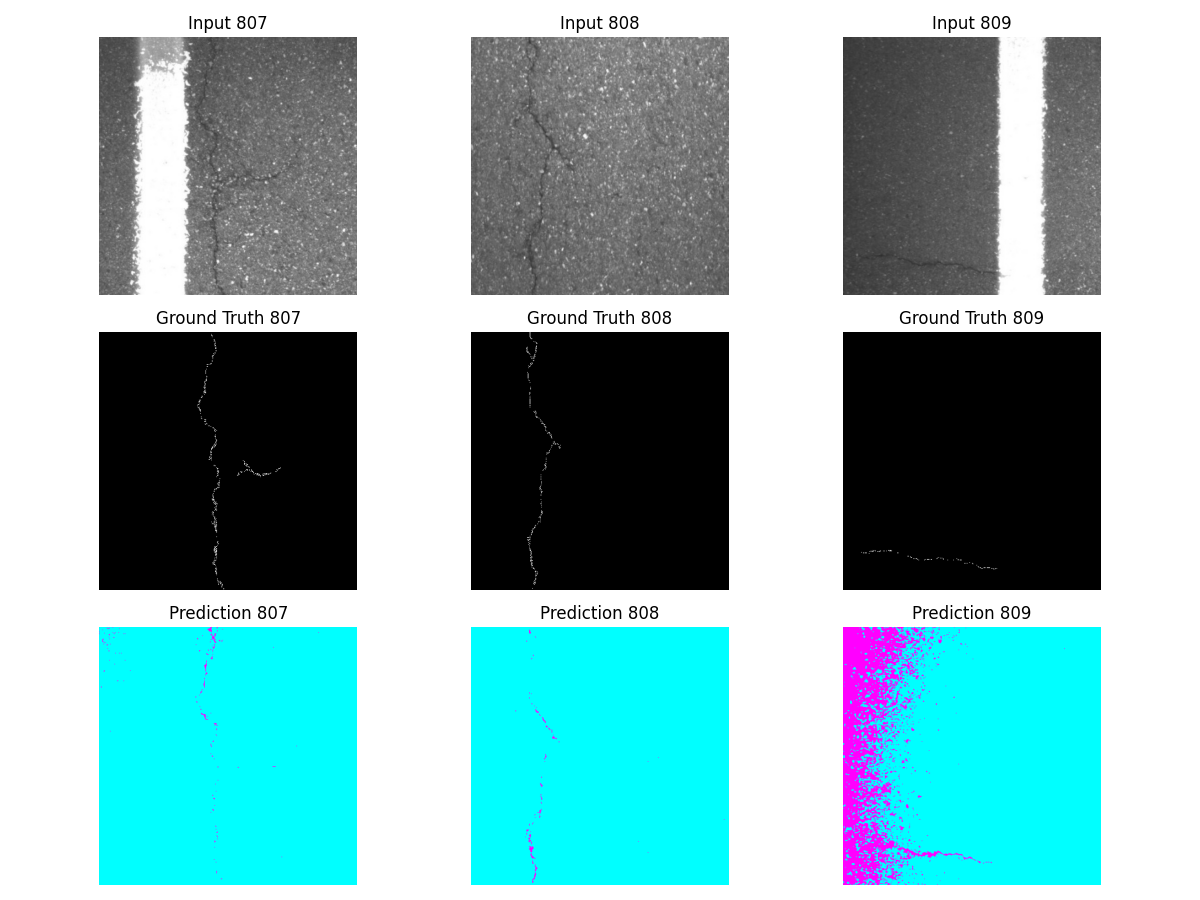 Input 807
Input 808
Input 809
Ground Truth 807
Ground Truth 808
Ground Truth 809
Prediction 807
Prediction 808
Prediction 809